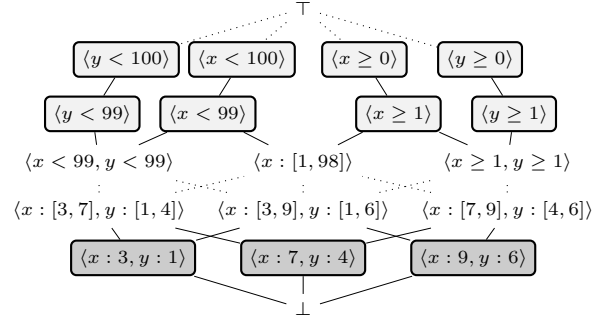 ⊤
⟨y < 100⟩ ⟨x < 100⟩ ⟨x ≥ 0⟩ ⟨y ≥ 0⟩
⟨y < 99⟩ ⟨x < 99⟩ ⟨x ≥ 1⟩ ⟨y ≥ 1⟩
⟨x < 99, y < 99⟩ ⟨x : [1, 98]⟩ ⟨x ≥ 1, y ≥ 1⟩
⟨x : [3, 7], y : [1, 4]⟩ ⟨x : [3, 9], y : [1, 6]⟩ ⟨x : [7, 9], y : [4, 6]⟩
⟨x : 3, y : 1⟩ ⟨x : 7, y : 4⟩ ⟨x : 9, y : 6⟩
⊥